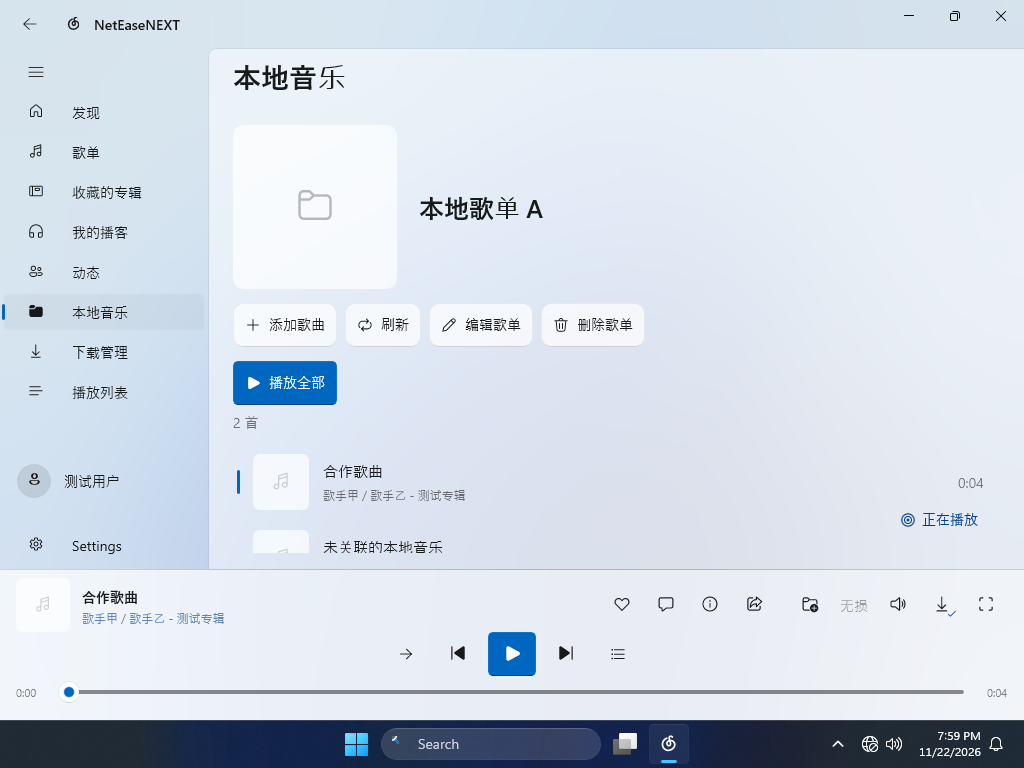 NetEaseNEXT
发现
歌单
收藏的专辑
我的播客
动态
本地音乐
下载管理
播放列表
测试用户
Settings
本地音乐
本地歌单 A
添加歌曲
刷新
编辑歌单
删除歌单
播放全部
2 首
合作歌曲
歌手甲 / 歌手乙 - 测试专辑
0:04
正在播放
未关联的本地音乐
合作歌曲
歌手甲 / 歌手乙 - 测试专辑
无损
0:00
0:04
Search
7:59 PM
11/22/2026